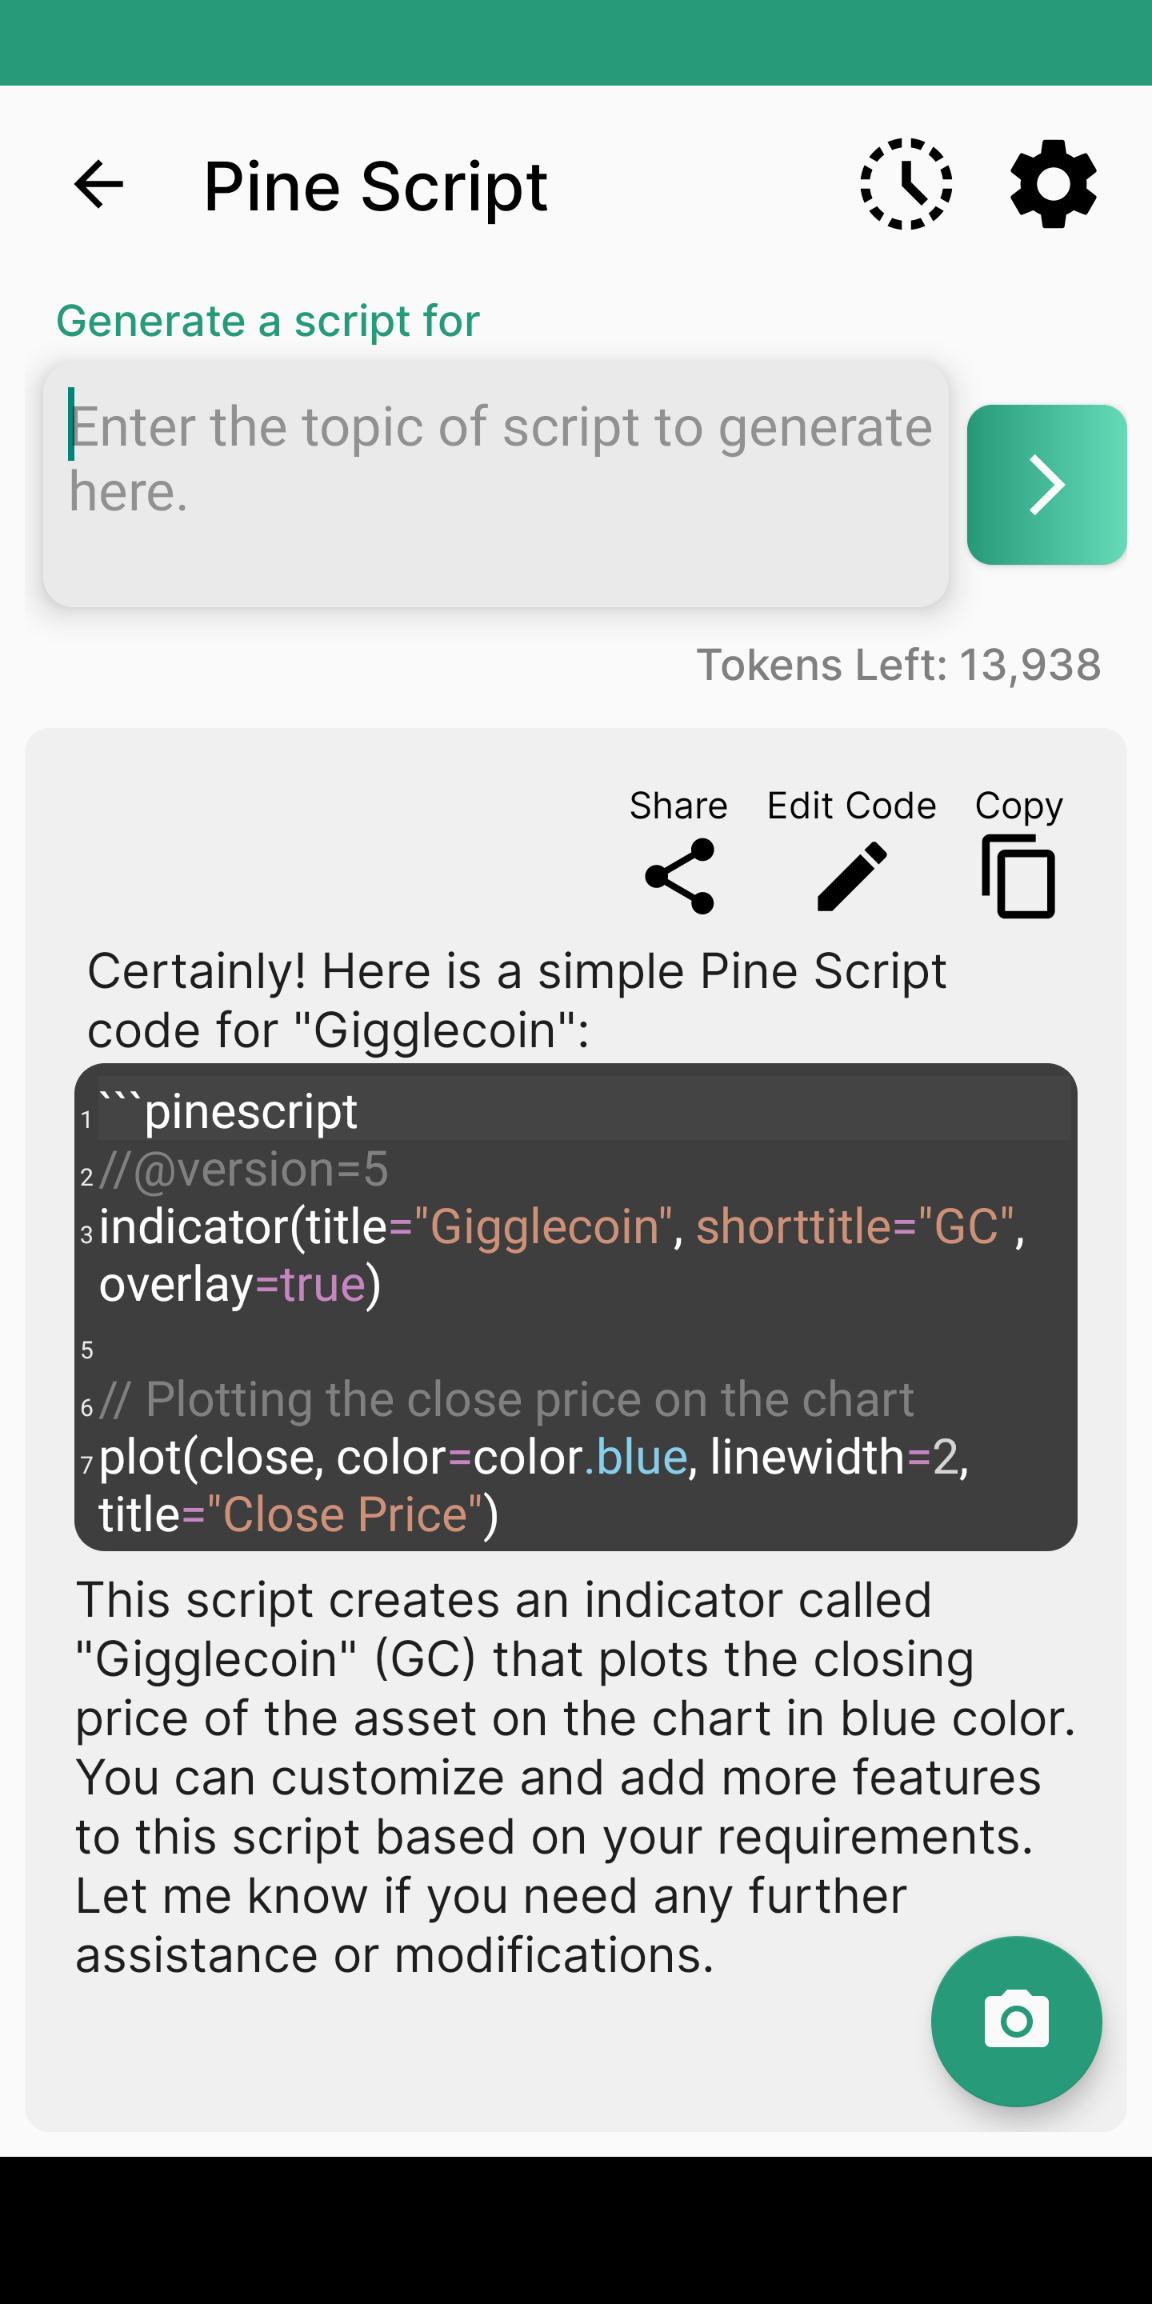 Pine Script
Generate a script for
Enter the topic of script to generate
here.
Tokens Left: 13,938
Share Edit Code Copy
Certainly! Here is a simple Pine Script
code for "Gigglecoin":
1 ```pinescript
2 //@version=5
3 indicator(title="Gigglecoin", shorttitle="GC",
overlay=true)
5
6 // Plotting the close price on the chart
7 plot(close, color=color.blue, linewidth=2,
title="Close Price")
This script creates an indicator called
"Gigglecoin" (GC) that plots the closing
price of the asset on the chart in blue color.
You can customize and add more features
to this script based on your requirements.
Let me know if you need any further
assistance or modifications.